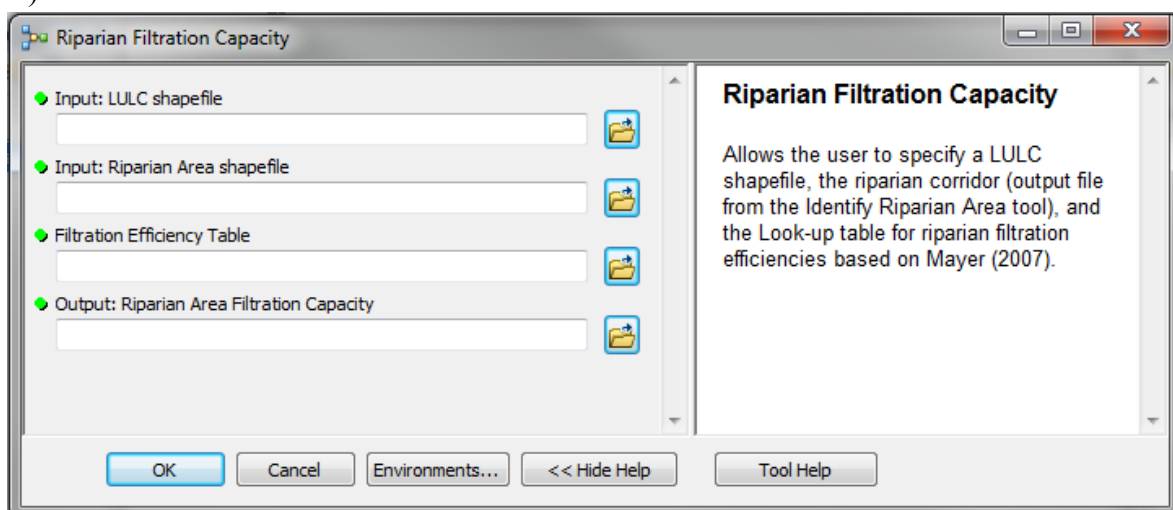 )
Riparian Filtration Capacity
Input: LULC shapefile
Input: Riparian Area shapefile
Filtration Efficiency Table
Output: Riparian Area Filtration Capacity
Riparian Filtration Capacity
Allows the user to specify a LULC
shapefile, the riparian corridor (output file
from the Identify Riparian Area tool), and
the Look-up table for riparian filtration
efficiencies based on Mayer (2007).
OK
Cancel
Environments...
<< Hide Help
Tool Help